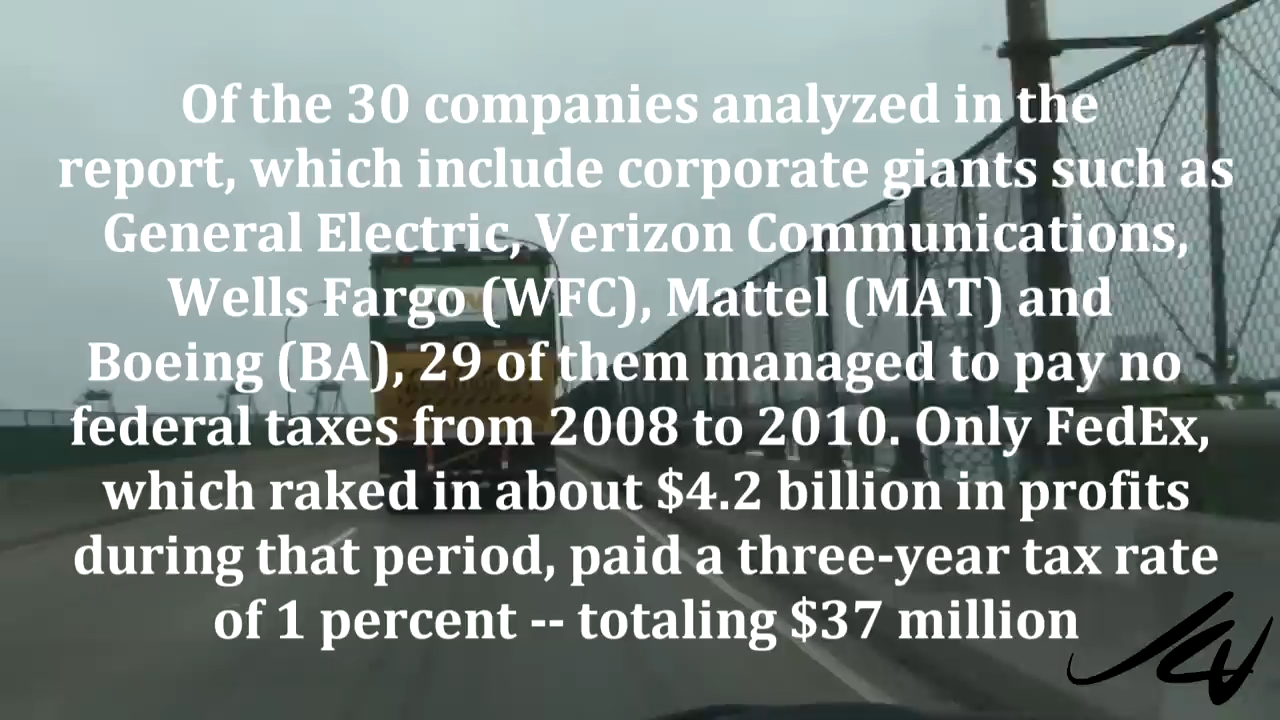 Of the 30 companies analyzed in the
report, which include corporate giants such as
General Electric, Verizon Communications,
Wells Fargo (WFC), Mattel (MAT) and
Boeing (BA), 29 of them managed to pay no
federal taxes from 2008 to 2010. Only FedEx,
which raked in about $4.2 billion in profits
during that period, paid a three-year tax rate
of 1 percent -- totaling $37 million